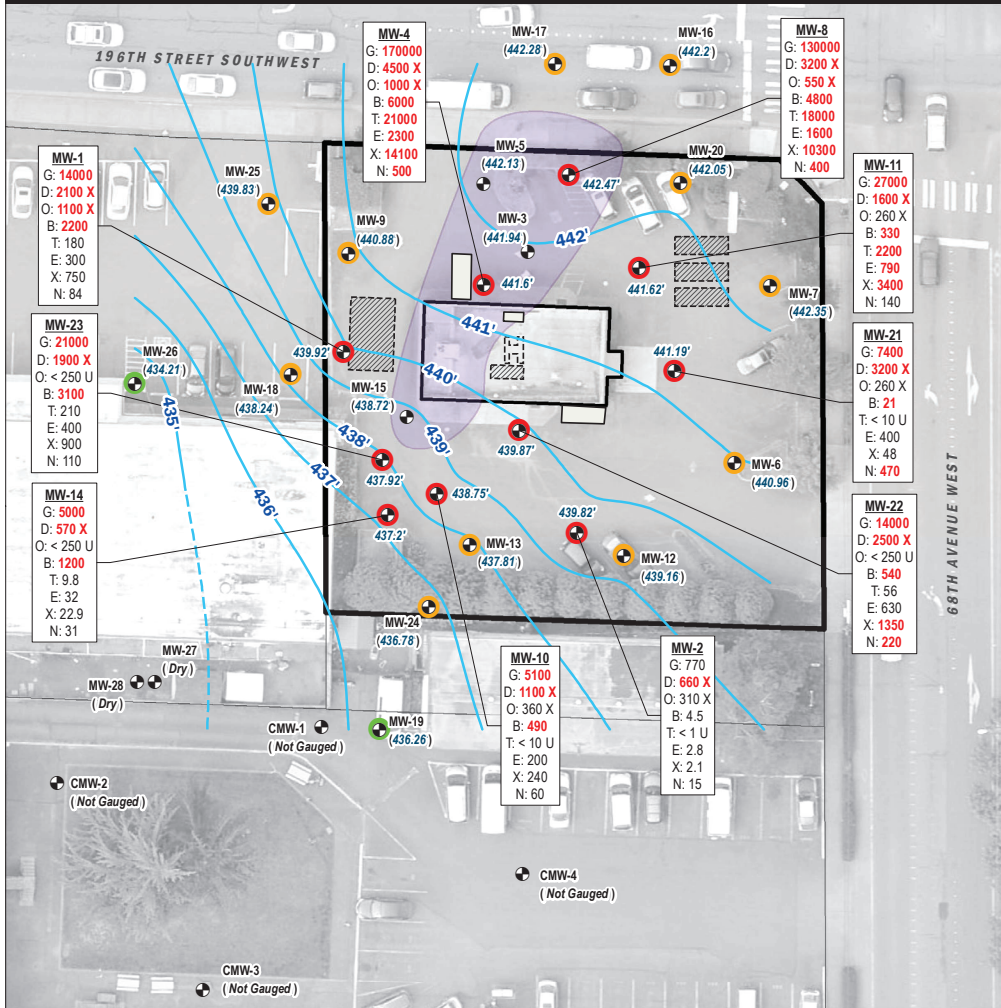 196TH STREET SOUTHWEST
MW-17
(442.28)
MW-16
(442.2)
MW-4
G: 170000
D: 4500 X
O: 1000 X
B: 6000
T: 21000
E: 2300
X: 14100
N: 500
MW-8
G: 130000
D: 3200 X
O: 550 X
B: 4800
T: 18000
E: 1600
X: 10300
N: 400
MW-1
G: 14000
D: 2100 X
O: 1100 X
B: 2200
T: 180
E: 300
X: 750
N: 84
MW-25
(439.83)
MW-5
(442.13)
442.47'
MW-20
(442.05)
MW-11
G: 27000
D: 1600 X
O: 260 X
B: 330
T: 2200
E: 790
X: 3400
N: 140
MW-9
(440.88)
MW-3
(441.94)
442'
441.6'
441.62'
MW-7
(442.35)
MW-23
G: 21000
D: 1900 X
O: < 250 U
B: 3100
T: 210
E: 400
X: 900
N: 110
MW-26
(434.21)
439.92'
441'
441.19'
MW-21
G: 7400
D: 3200 X
O: 260 X
B: 21
T: < 10 U
E: 400
X: 48
N: 470
MW-18
(438.24)
440'
MW-15
(438.72)
435'
438'
439'
439.87'
437'
437.92'
MW-6
(440.96)
436'
68TH AVENUE WEST
MW-14
G: 5000
D: 570 X
O: < 250 U
B: 1200
T: 9.8
E: 32
X: 22.9
N: 31
438.75'
437.2'
439.82'
MW-22
G: 14000
D: 2500 X
O: < 250 U
B: 540
T: 56
E: 630
X: 1350
N: 220
MW-13
(437.81)
MW-12
(439.16)
MW-24
(436.78)
MW-27
(Dry)
MW-28
(Dry)
MW-10
G: 5100
D: 1100 X
O: 360 X
B: 490
T: < 10 U
E: 200
X: 240
N: 60
MW-2
G: 770
D: 660 X
O: 310 X
B: 4.5
T: < 1 U
E: 2.8
X: 2.1
N: 15
CMW-1
(Not Gauged)
MW-19
(436.26)
CMW-2
(Not Gauged)
CMW-4
(Not Gauged)
CMW-3
(Not Gauged)